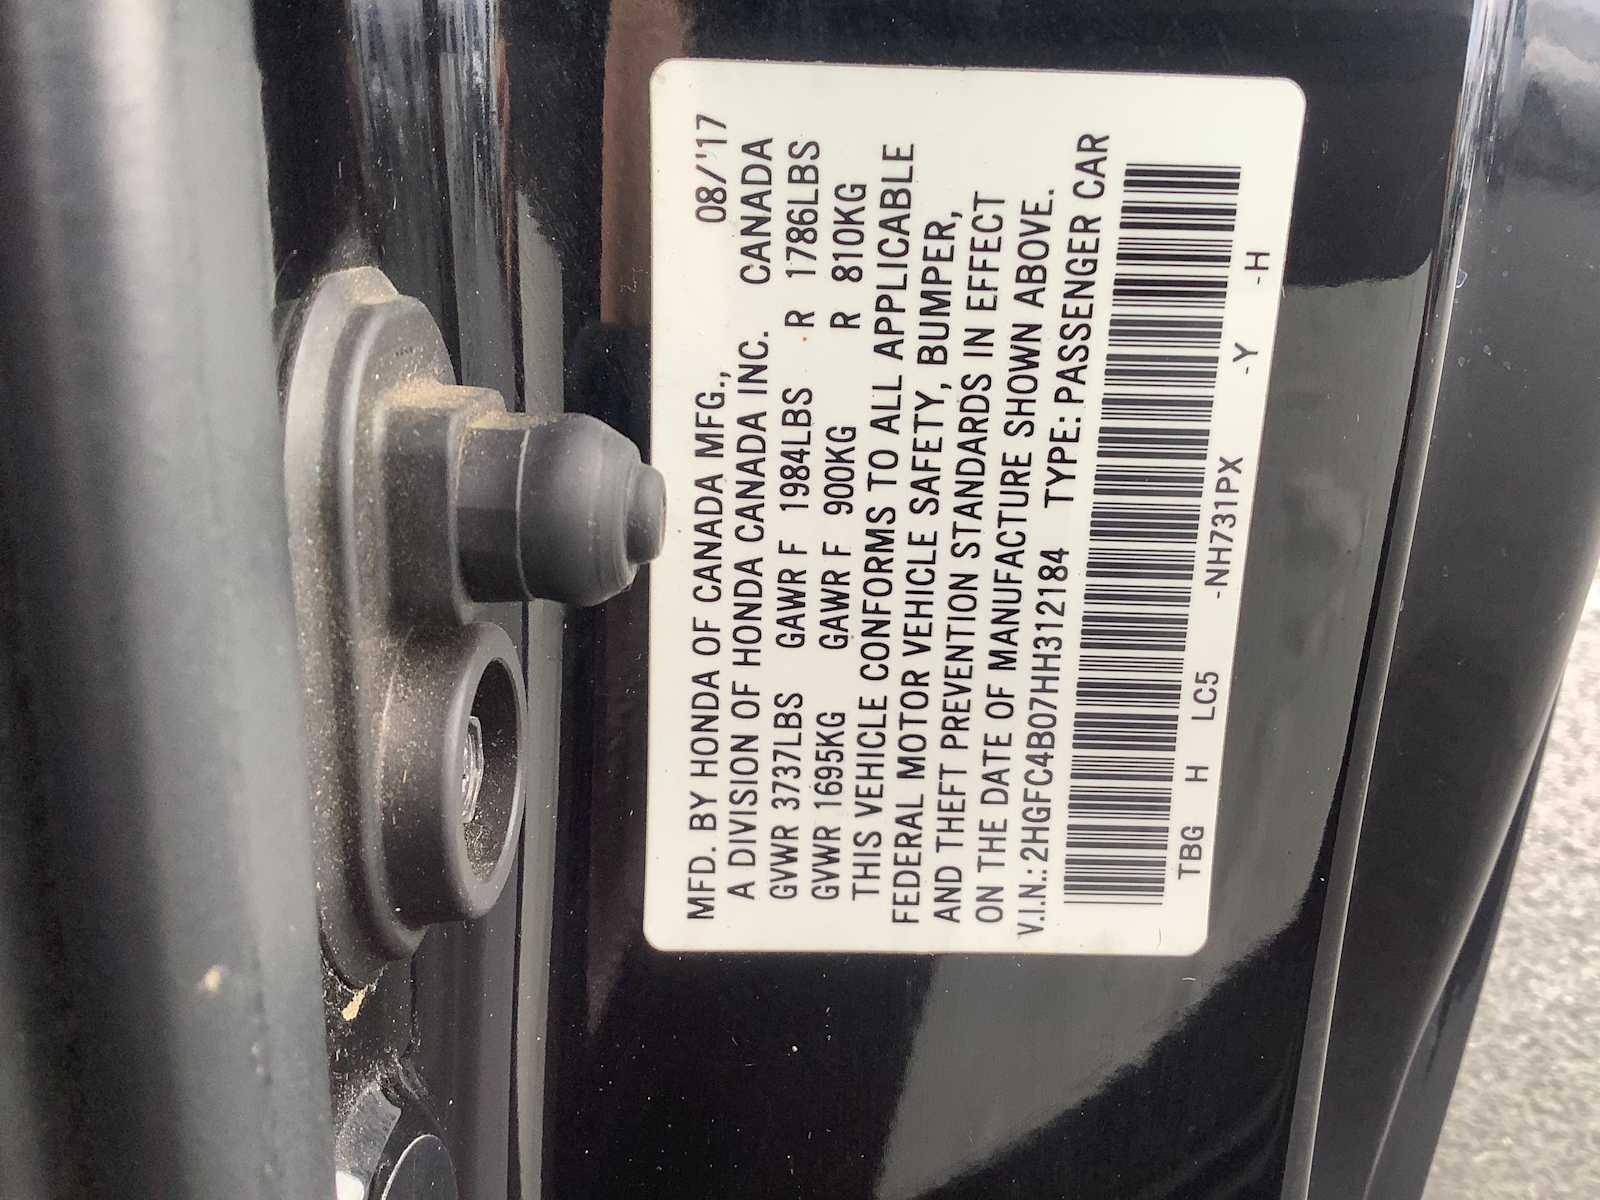 MFD. BY HONDA OF CANADA MFG., 08/'17
A DIVISION OF HONDA CANADA INC. CANADA
GVWR 3737LBS GAWR F 1984LBS R 1786LBS
GVWR 1695KG GAWR F 900KG R 810KG
THIS VEHICLE CONFORMS TO ALL APPLICABLE
FEDERAL MOTOR VEHICLE SAFETY, BUMPER,
AND THEFT PREVENTION STANDARDS IN EFFECT
ON THE DATE OF MANUFACTURE SHOWN ABOVE.
V.I.N.: 2HGFC4B07HH312184 TYPE: PASSENGER CAR
TBG H LC5 -NH731PX -Y -H